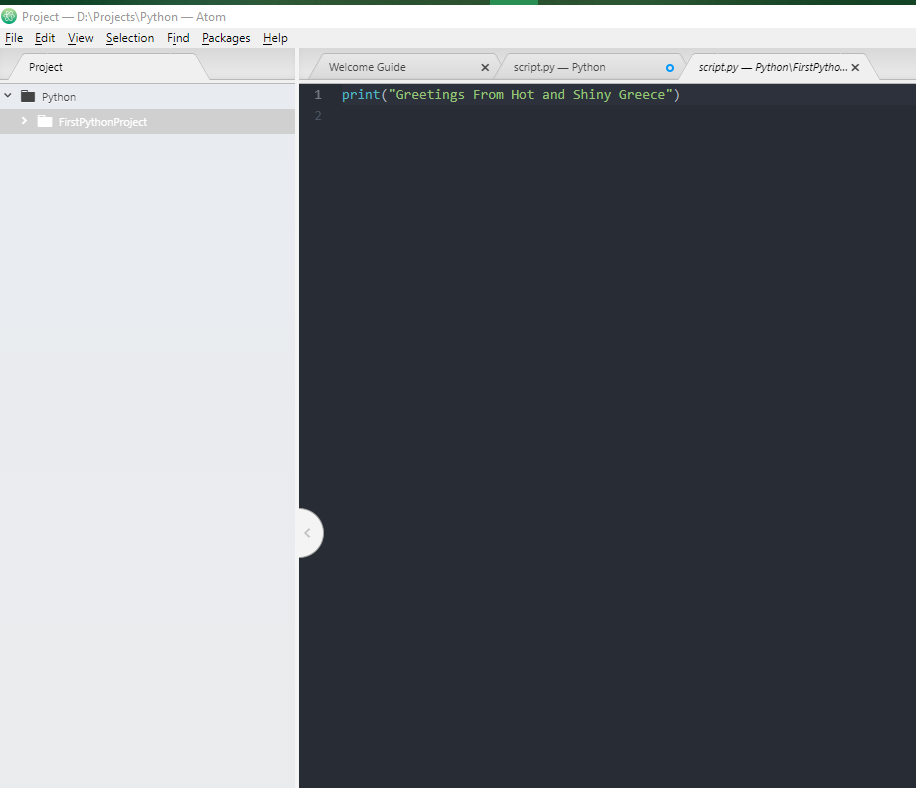 Project — D:\Projects\Python — Atom
File Edit View Selection Find Packages Help
Project
Welcome Guide
script.py — Python
script.py — Python\FirstPytho...
Python
FirstPythonProject
1 print("Greetings From Hot and Shiny Greece")
2